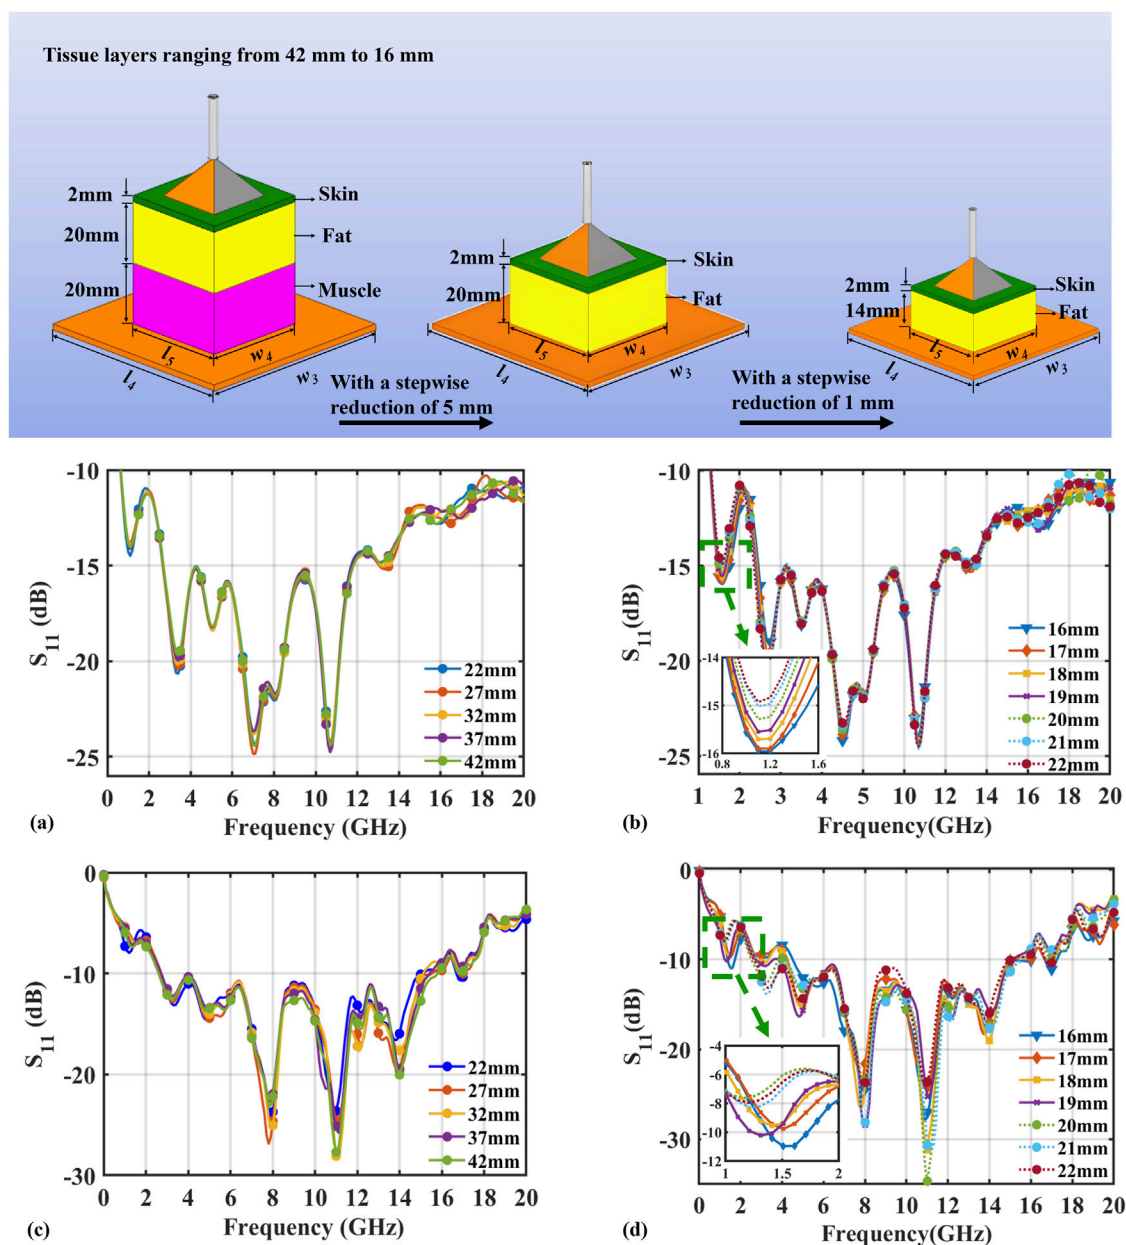 Tissue layers ranging from 42 mm to 16 mm
2mm
Skin
20mm
Fat
20mm
Muscle
l5
w4
l4
w3
2mm
Skin
20mm
Fat
l5
w4
l4
w3
2mm
Skin
14mm
Fat
l5
w4
l4
w3
With a stepwise
reduction of 5 mm
With a stepwise
reduction of 1 mm
-10
-15
-20
-25
S11(dB)
22mm
27mm
32mm
37mm
42mm
0 2 4 6 8 10 12 14 16 18 20
Frequency (GHz)
(a)
-10
-15
-20
-25
S11(dB)
-14
-15
-16
0.8 1.2 1.6
16mm
17mm
18mm
19mm
20mm
21mm
22mm
1 2 3 4 6 8 10 12 14 16 18 20
Frequency(GHz)
(b)
0
-10
-20
-30
S11(dB)
22mm
27mm
32mm
37mm
42mm
0 2 4 6 8 10 12 14 16 18 20
Frequency (GHz)
(c)
0
-10
-20
-30
S11(dB)
-4
-6
-8
-10
-12
1 1.5 2
16mm
17mm
18mm
19mm
20mm
21mm
22mm
0 2 4 6 8 10 12 14 16 18 20
Frequency(GHz)
(d)